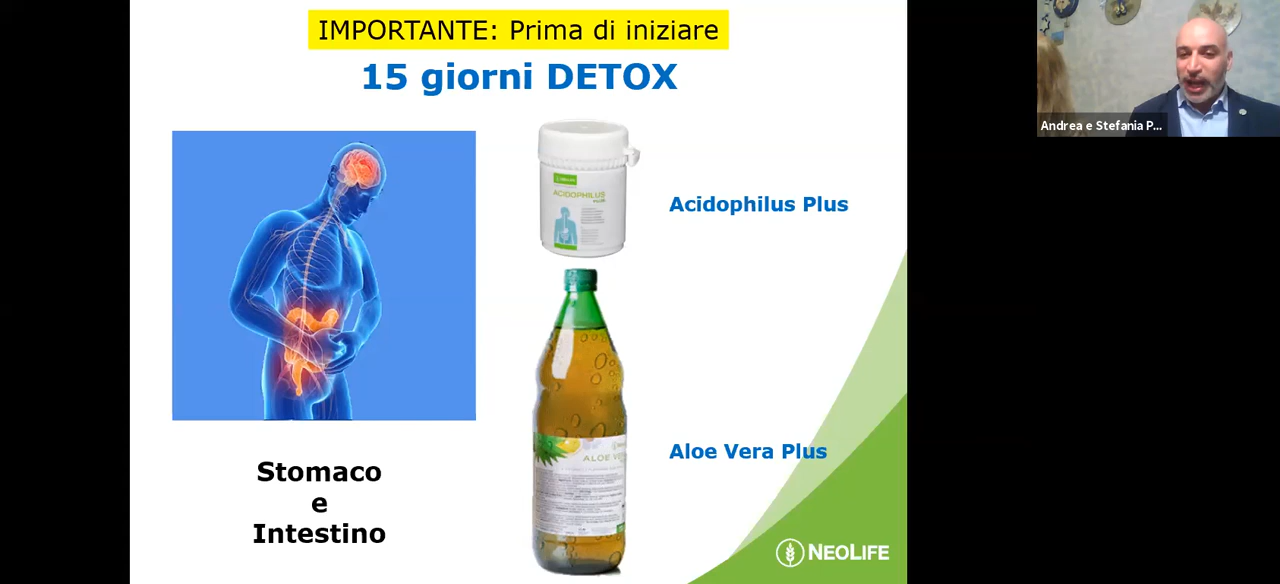 IMPORTANTE: Prima di iniziare
15 giorni DETOX
Andrea e Stefania P...
ACIDOPHILUS
PLUS
Acidophilus Plus
ALOE VE
Aloe Vera Plus
Stomaco
e
Intestino
NEOLIFE